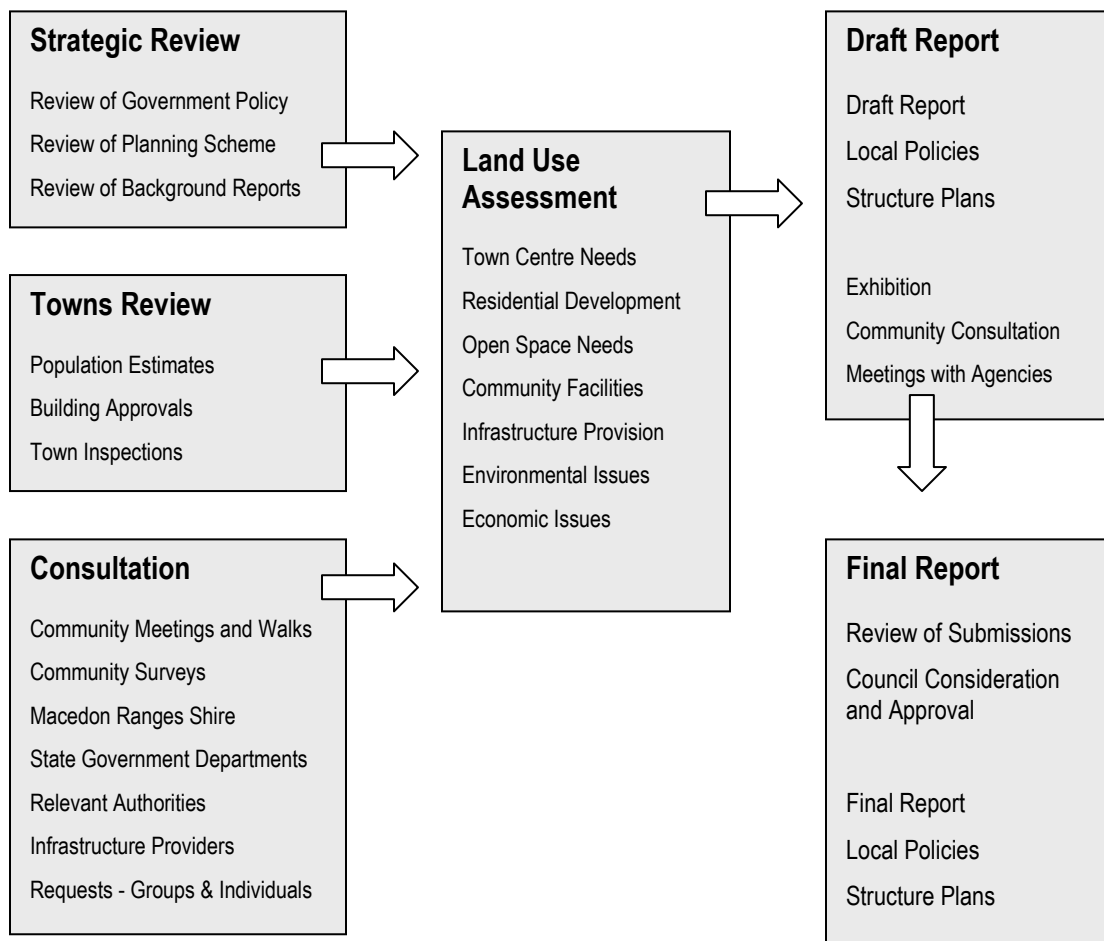 Strategic Review
Review of Government Policy
Review of Planning Scheme
Review of Background Reports
Towns Review
Population Estimates
Building Approvals
Town Inspections
Consultation
Community Meetings and Walks
Community Surveys
Macedon Ranges Shire
State Government Departments
Relevant Authorities
Infrastructure Providers
Requests - Groups & Individuals
Land Use
Assessment
Town Centre Needs
Residential Development
Open Space Needs
Community Facilities
Infrastructure Provision
Environmental Issues
Economic Issues
Draft Report
Draft Report
Local Policies
Structure Plans
Exhibition
Community Consultation
Meetings with Agencies
Final Report
Review of Submissions
Council Consideration
and Approval
Final Report
Local Policies
Structure Plans